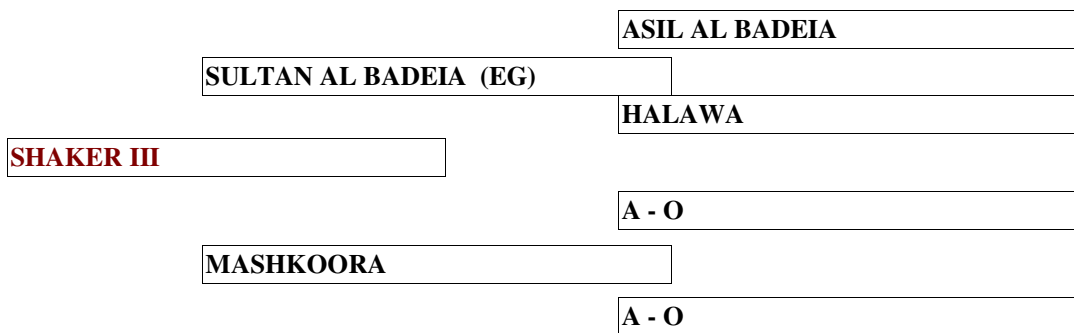 ASIL AL BADEIA
SULTAN AL BADEIA (EG)
HALAWA
SHAKER III
A - O
MASHKOORA
A - O